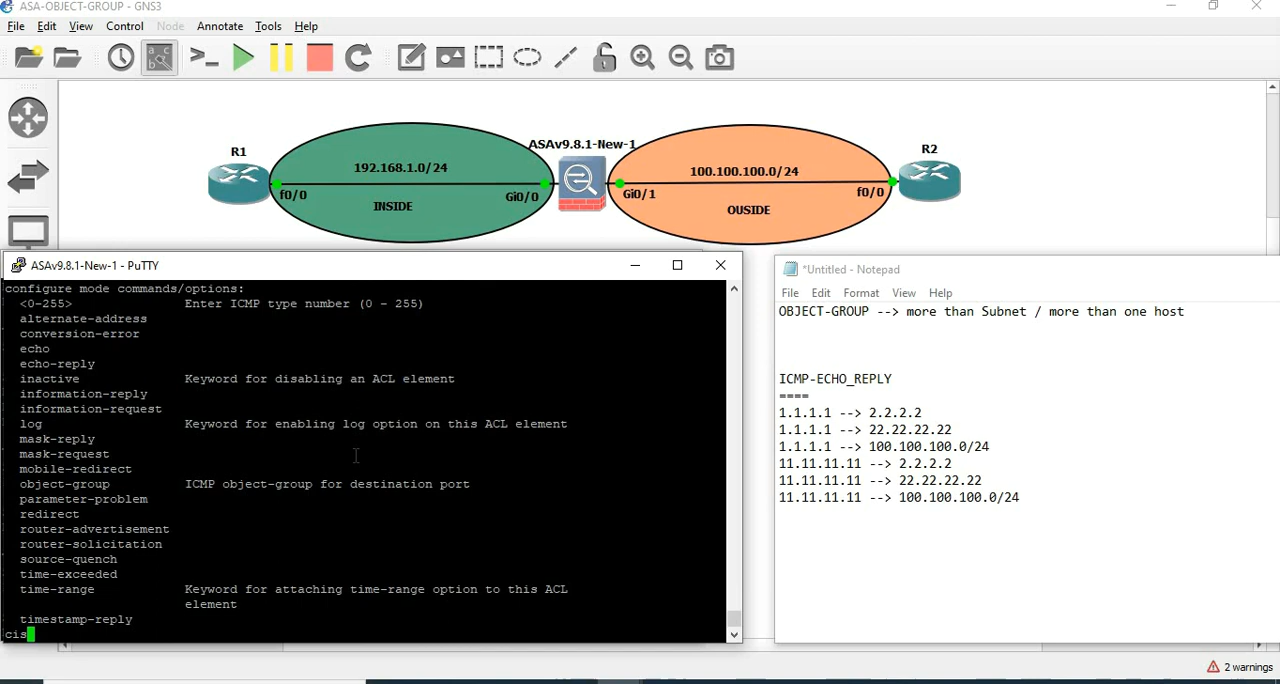 ASA-OBJECT-GROUP - GNS3
File Edit View Control Node Annotate Tools Help
R1
192.168.1.0/24
f0/0
Gi0/0
INSIDE
ASAv9.8.1-New-1
100.100.100.0/24
Gi0/1
f0/0
OUSIDE
R2
ASAv9.8.1-New-1 - PuTTY
configure mode commands/options:
<0-255> Enter ICMP type number (0 - 255)
alternate-address
conversion-error
echo
echo-reply
inactive Keyword for disabling an ACL element
information-reply
information-request
log Keyword for enabling log option on this ACL element
mask-reply
mask-request
mobile-redirect
object-group ICMP object-group for destination port
parameter-problem
redirect
router-advertisement
router-solicitation
source-quench
time-exceeded
time-range Keyword for attaching time-range option to this ACL
element
timestamp-reply
cis
*Untitled - Notepad
File Edit Format View Help
OBJECT-GROUP --> more than Subnet / more than one host
ICMP-ECHO_REPLY
====
1.1.1.1 --> 2.2.2.2
1.1.1.1 --> 22.22.22.22
1.1.1.1 --> 100.100.100.0/24
11.11.11.11 --> 2.2.2.2
11.11.11.11 --> 22.22.22.22
11.11.11.11 --> 100.100.100.0/24
2 warnings